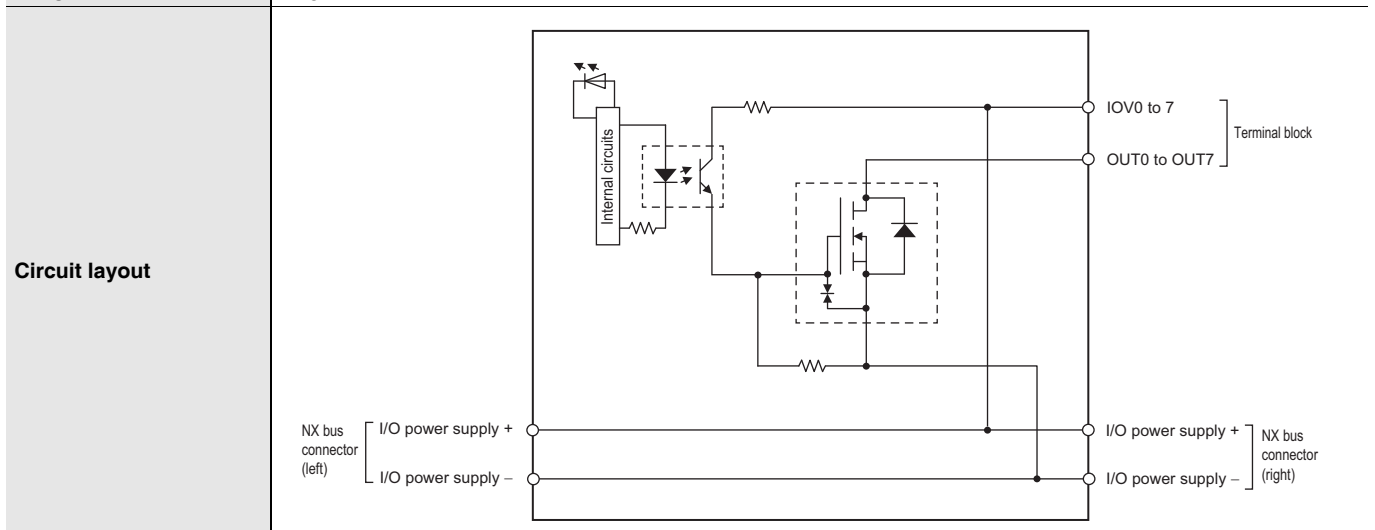 Circuit layout
Internal circuits
IOV0 to 7
OUT0 to OUT7
Terminal block
NX bus
connector
(left)
I/O power supply +
I/O power supply −
I/O power supply +
I/O power supply −
NX bus
connector
(right)